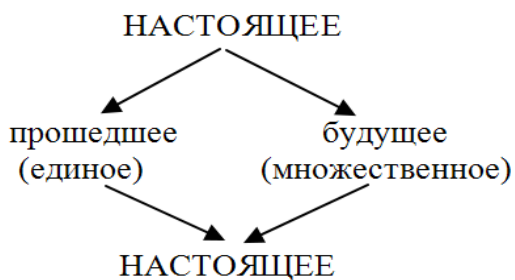 НАСТОЯЩЕЕ
прошедшее
(единое)
будущее
(множественное)
НАСТОЯЩЕЕ